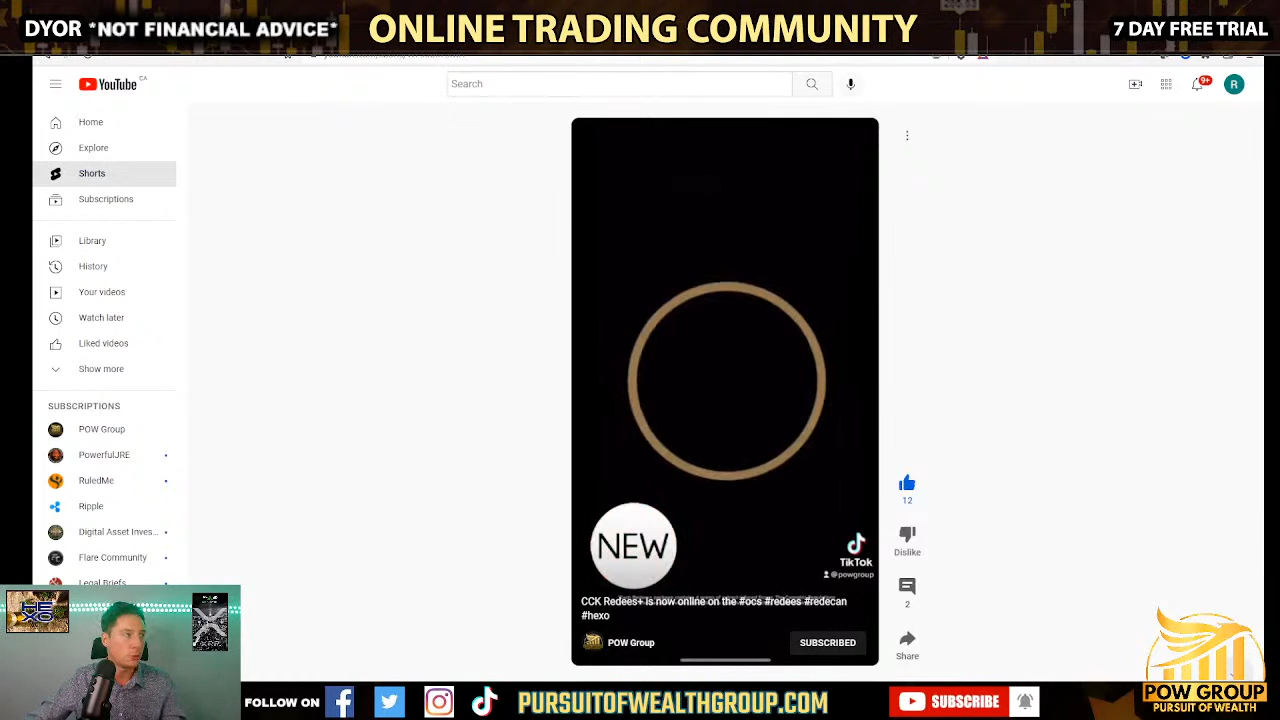 DYOR *NOT FINANCIAL ADVICE*
ONLINE TRADING COMMUNITY
7 DAY FREE TRIAL
YouTube CA
Search
9+
R
Home
Explore
Shorts
Subscriptions
Library
History
Your videos
Watch later
Liked videos
Show more
SUBSCRIPTIONS
POW Group
PowerfulJRE
RuledMe
Ripple
Digital Asset Inves...
Flare Community
Legal Briefs
NEW
TikTok
@powgroup
CCK Redees+ is now online on the #ocs #redees #redecan
#hexo
POW Group
SUBSCRIBED
12
Dislike
2
Share
HEXO
FOLLOW ON
PURSUITOFWEALTHGROUP.COM
SUBSCRIBE
POW GROUP
PURSUIT OF WEALTH